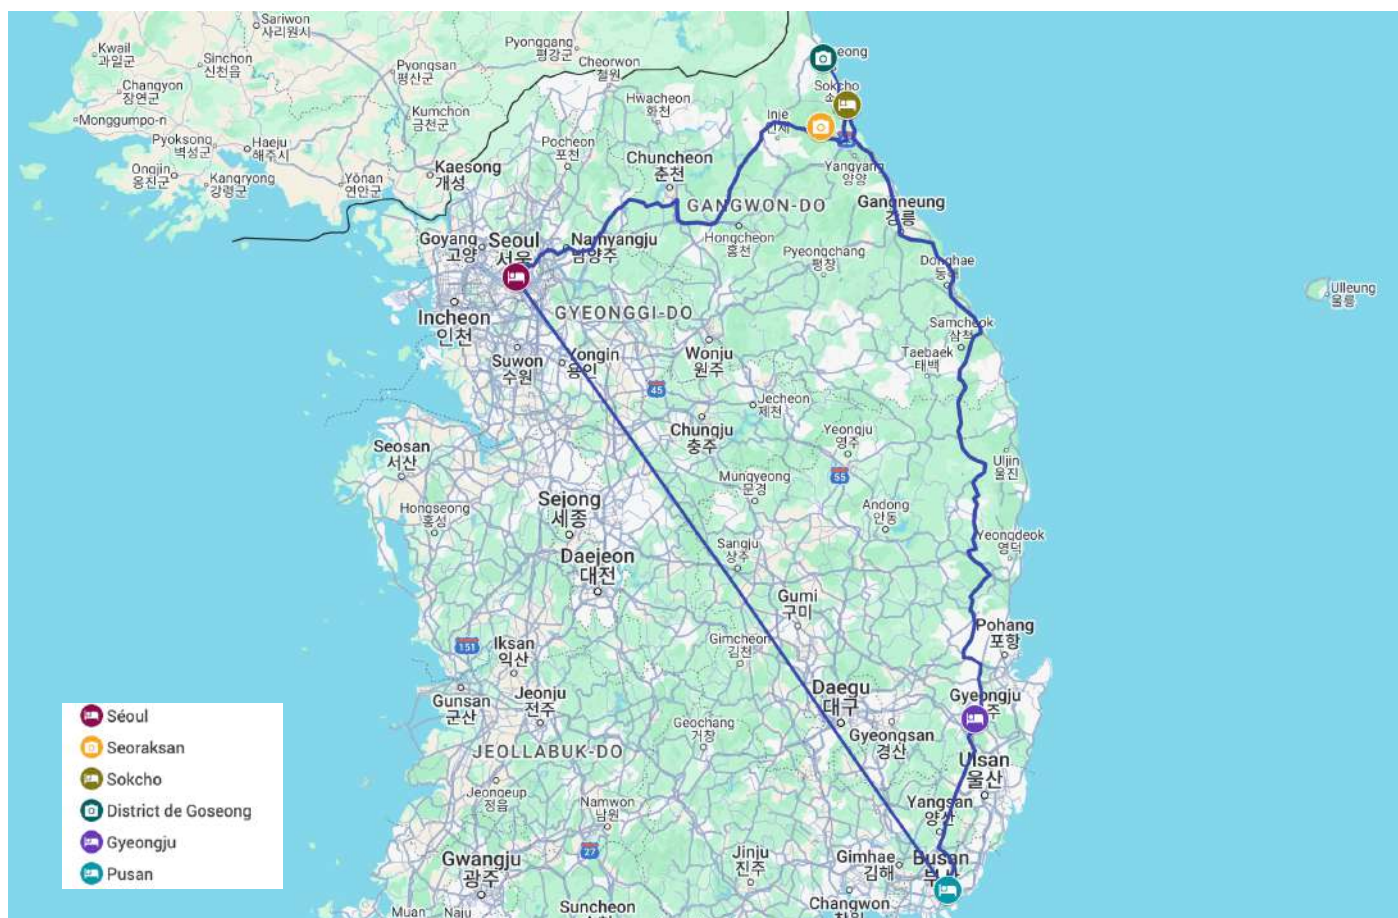 Sariwon
사리원시
Kwail
과일군
Sinchon
신천읍
Pyongsan
평산군
Pyonggang
평강군
Cheorwon
철원
Changyon
장연군
Monggumpo-ri
Kumchon
금천군
Hwacheon
화천
Sokcho
Inje
Pyoksong
벽성군
Haeju
해주시
Pocheon
포천
Chuncheon
춘천
Yangyang
양양
Ongjin
옹진군
Kangryong
강령군
Yŏnan
연안군
Kaesong
개성
GANGWON-DO
Gangneung
강릉
Goyang
고양
Seoul
서울
Namyangju
남양주
Hongcheon
홍천
Pyeongchang
평창
Donghae
Ulleung
울릉
Incheon
인천
GYEONGGI-DO
Samcheok
삼척
Suwon
수원
Yongin
용인
Wonju
원주
Taebaek
태백
45
Jecheon
제천
Chungju
충주
Yeongju
영주
Seosan
서산
Mungyeong
문경
55
Uljin
울진
Hongseong
홍성
Sejong
세종
Andong
안동
Yeongdeok
영덕
Daejeon
대전
Sangju
상주
Gumi
구미
Pohang
포항
151
Iksan
익산
Gimcheon
김천
Gunsan
군산
Jeonju
전주
Daegu
대구
Gyeongju
Geochang
거창
Gyeongsan
경산
JEOLLABUK-DO
Ulsan
울산
Jeongeup
정읍
Namwon
남원
Yangsan
양산
27
Gwangju
광주
Jinju
진주
Gimhae
김해
Busan
Muan
Naju
Suncheon
Changwon
Séoul
Seoraksan
Sokcho
District de Goseong
Gyeongju
Pusan